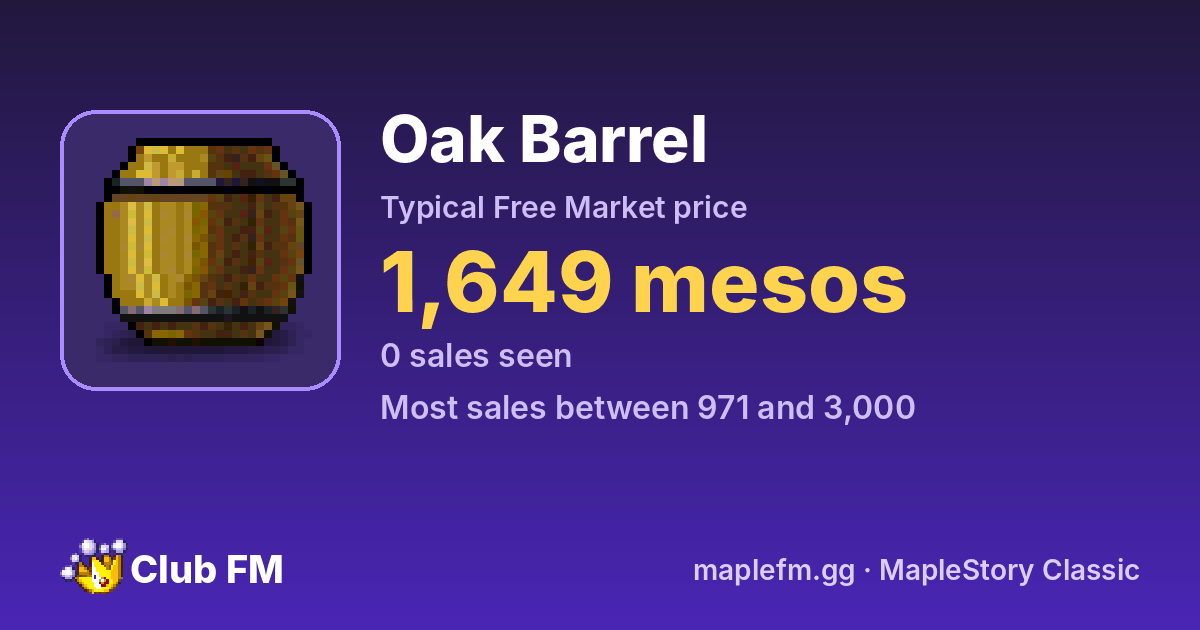 Oak Barrel
Typical Free Market price
1,649 mesos
0 sales seen
Most sales between 971 and 3,000
Club FM
maplefm.gg · MapleStory Classic